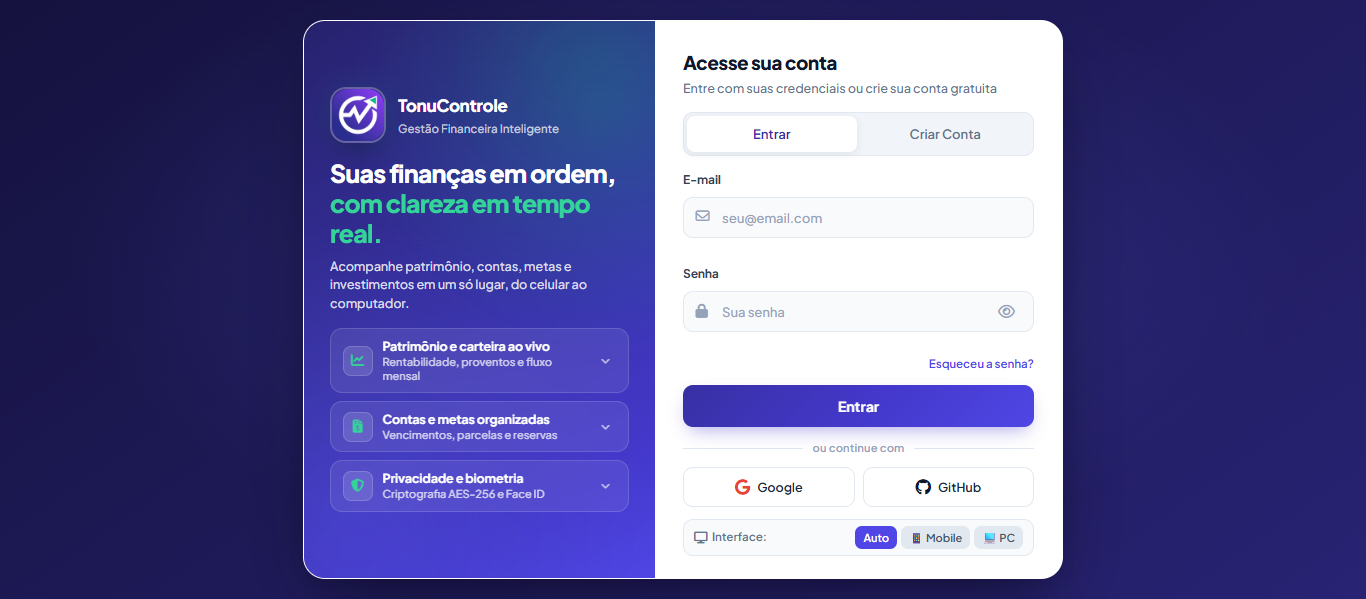 TonuControle
Gestão Financeira Inteligente
Suas finanças em ordem,
com clareza em tempo
real.
Acompanhe patrimônio, contas, metas e
investimentos em um só lugar, do celular ao
computador.
Patrimônio e carteira ao vivo
Rentabilidade, proventos e fluxo
mensal
Contas e metas organizadas
Vencimentos, parcelas e reservas
Privacidade e biometria
Criptografia AES-256 e Face ID
Acesse sua conta
Entre com suas credenciais ou crie sua conta gratuita
Entrar
Criar Conta
E-mail
seu@email.com
Senha
Sua senha
Esqueceu a senha?
Entrar
ou continue com
Google
GitHub
Interface:
Auto
Mobile
PC